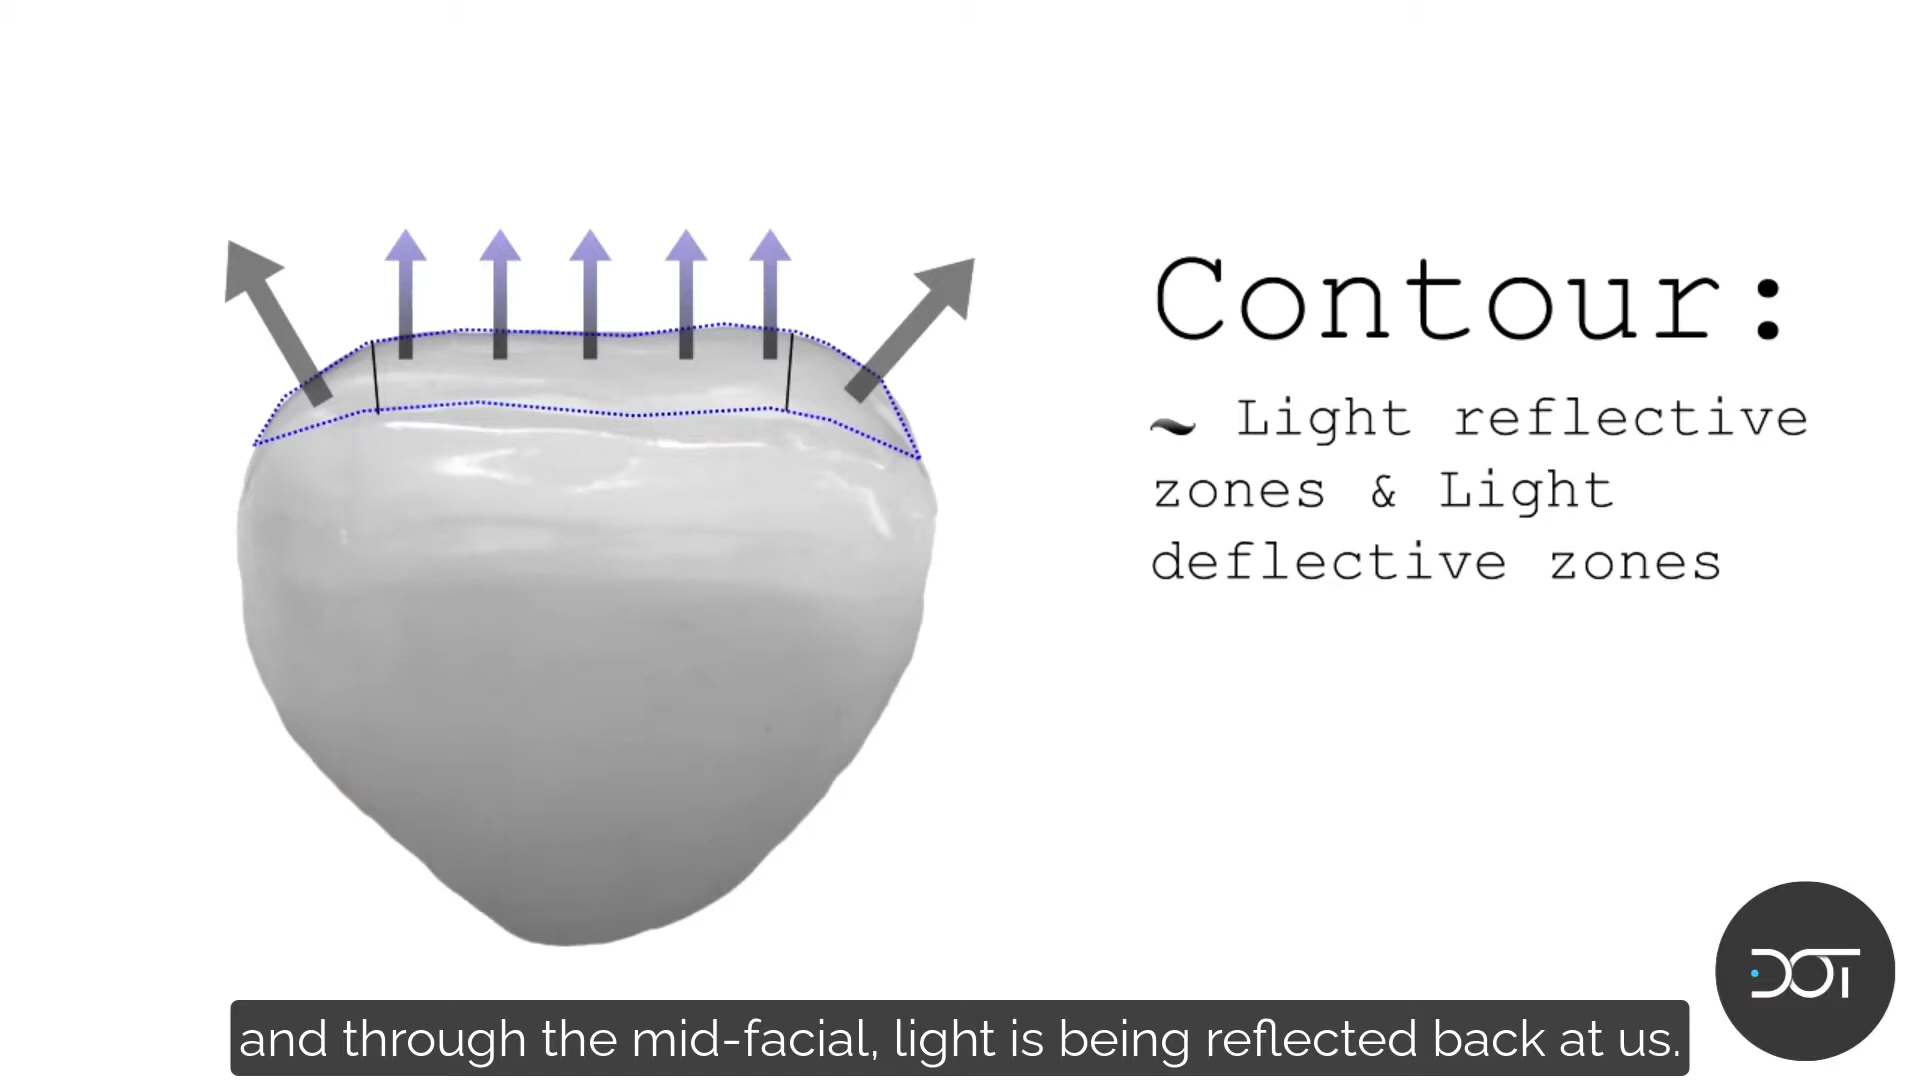 Contour:
~ Light reflective
zones & Light
deflective zones
DOT
and through the mid-facial, light is being reflected back at us.